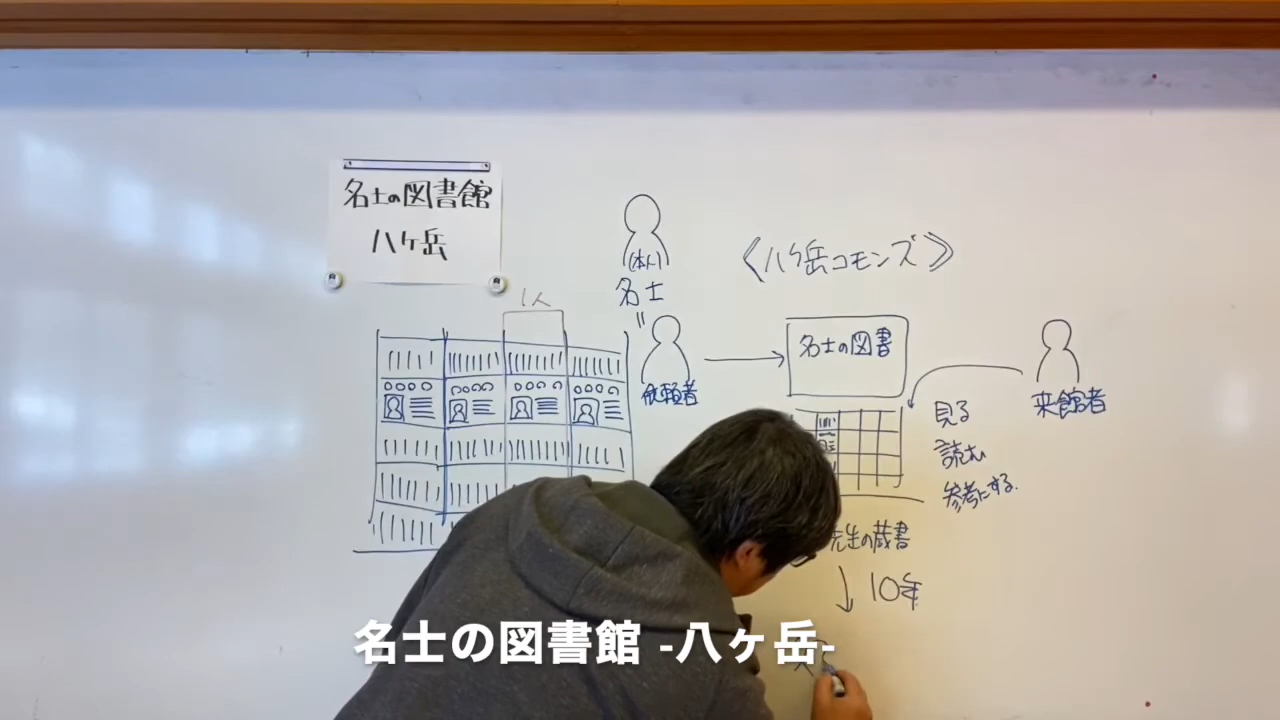 名士の図書館
八ヶ岳
1人
(本人)
名士
〃
依頼者
《八ヶ岳コモンズ》
名士の図書
来館者
見る
読む
参考にする
先生の蔵書
10年
名士の図書館 -八ヶ岳-